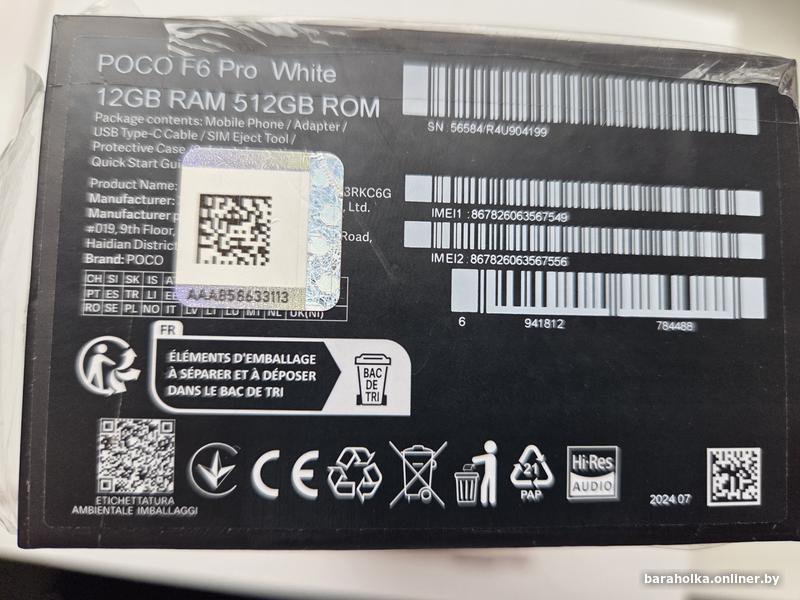 POCO F6 Pro White
12GB RAM 512GB ROM
Package contents: Mobile Phone / Adapter /
USB Type-C Cable / SIM Eject Tool /
Protective Case
Quick Start
Product Name: 3RKC6G
Manufacturer: , Ltd.
Manufacturer
#019, 9th Floor, Road,
Haidian District
Brand: POCO
CH SI SK IS
PT ES TR LI
RO SE PL NO IT LV LT LU MT NL UK(NI)
AAA858633113
SN: 56584/R4U904199
IMEI1 :867826063567549
IMEI2 :867826063567556
6 941812 784488
FR
ÉLÉMENTS D'EMBALLAGE
À SÉPARER ET À DÉPOSER
DANS LE BAC DE TRI
BAC
DE
TRI
ETICHETTATURA
AMBIENTALE IMBALLAGGI
CE
21
PAP
Hi-Res
AUDIO
2024.07
baraholka.onliner.by